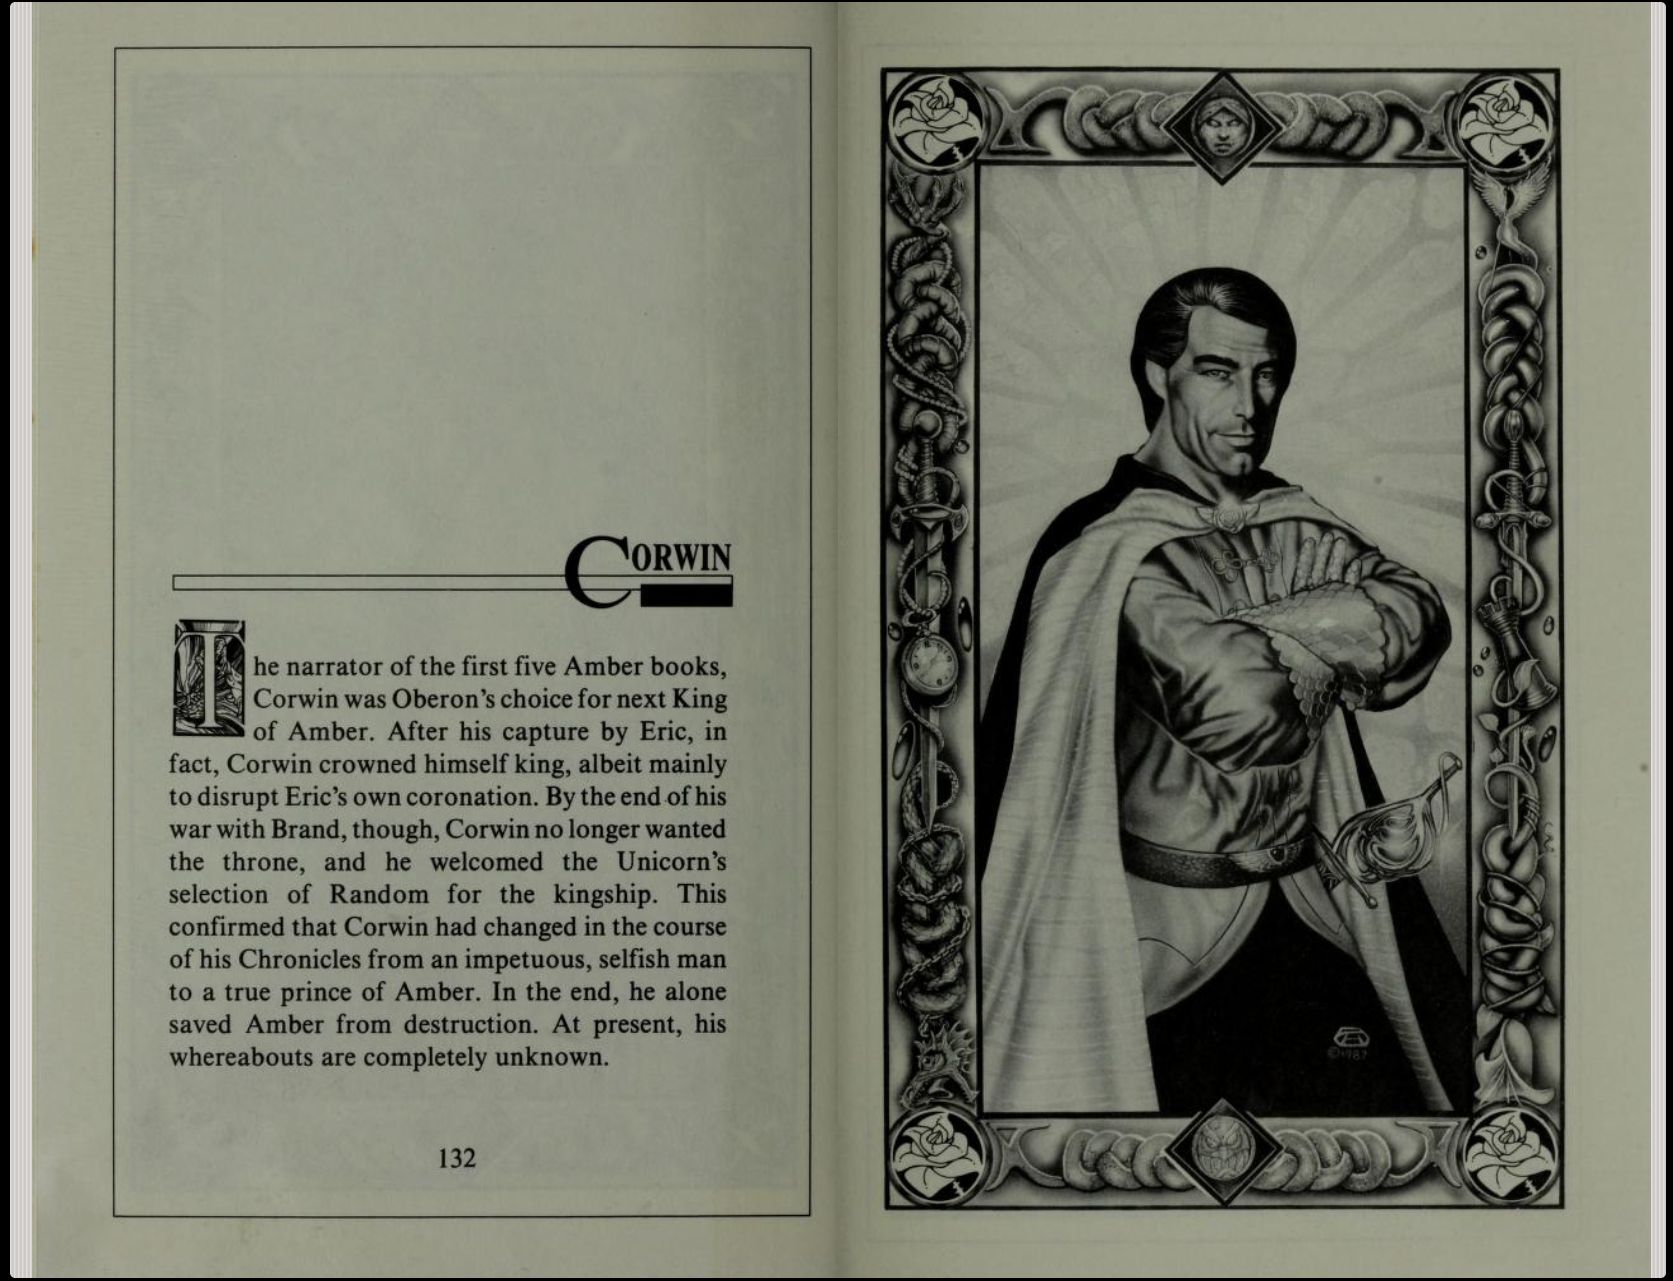 CORWIN
The narrator of the first five Amber books,
Corwin was Oberon's choice for next King
of Amber. After his capture by Eric, in
fact, Corwin crowned himself king, albeit mainly
to disrupt Eric's own coronation. By the end of his
war with Brand, though, Corwin no longer wanted
the throne, and he welcomed the Unicorn's
selection of Random for the kingship. This
confirmed that Corwin had changed in the course
of his Chronicles from an impetuous, selfish man
to a true prince of Amber. In the end, he alone
saved Amber from destruction. At present, his
whereabouts are completely unknown.
132
©1987